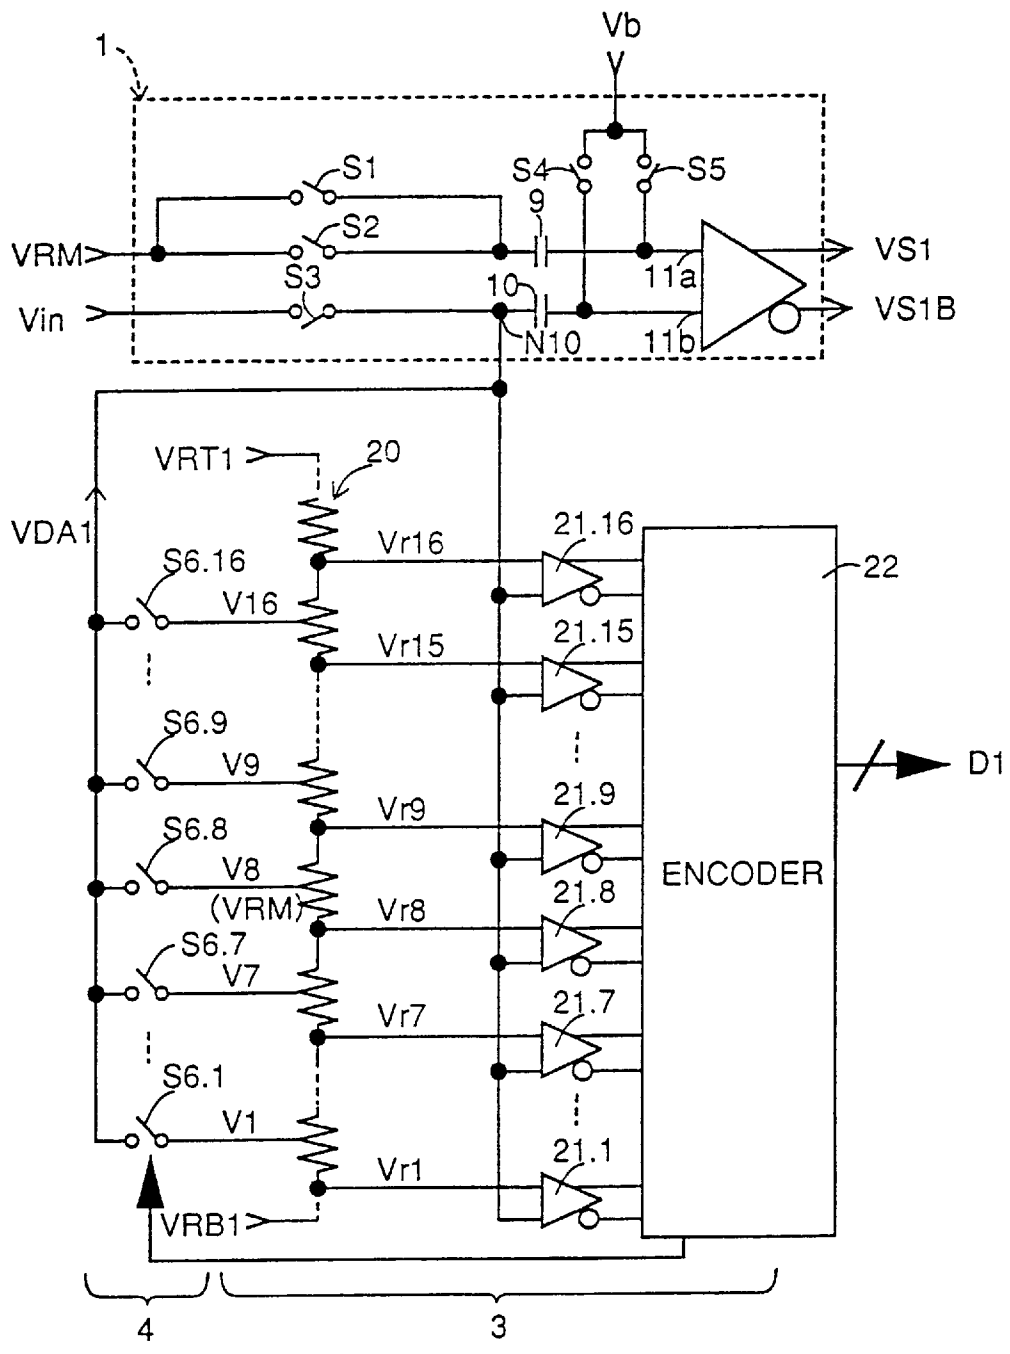 Vb
1
S1
S4
S5
9
S2
VRM
VS1
S3
11a
10
Vin
VS1B
N10
11b
VRT1
20
VDA1
21.16
Vr16
S6.16
22
V16
21.15
Vr15
S6.9
V9
D1
21.9
Vr9
S6.8
V8
ENCODER
(VRM)
21.8
Vr8
S6.7
V7
21.7
Vr7
S6.1
V1
21.1
Vr1
VRB1
4
3